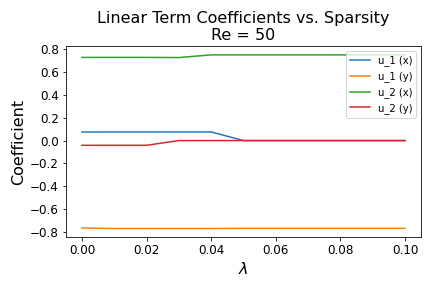 Linear Term Coefficients vs. Sparsity
Re = 50
Coefficient
0.8
0.6
0.4
0.2
0.0
−0.2
−0.4
−0.6
−0.8
u_1 (x)
u_1 (y)
u_2 (x)
u_2 (y)
0.00 0.02 0.04 0.06 0.08 0.10
λ